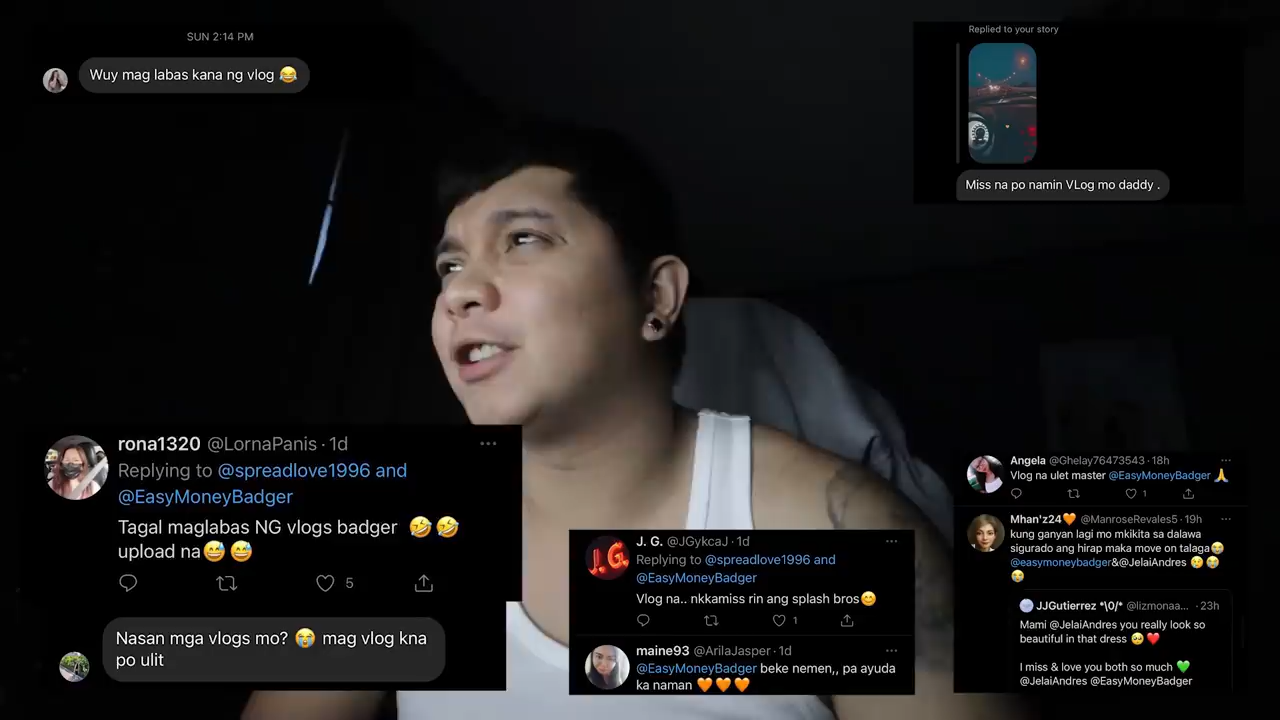 SUN 2:14 PM
Wuy mag labas kana ng vlog 😂
Replied to your story
Miss na po namin VLog mo daddy .
rona1320 @LornaPanis · 1d
Replying to @spreadlove1996 and
@EasyMoneyBadger
Tagal maglabas NG vlogs badger 🤣🤣
upload na😅😅
5
Nasan mga vlogs mo? 😭 mag vlog kna
po ulit
J. G.
J. G. @JGykcaJ · 1d
Replying to @spreadlove1996 and
@EasyMoneyBadger
Vlog na.. nkkamiss rin ang splash bros😊
1
maine93 @ArilaJasper · 1d
@EasyMoneyBadger beke nemen,, pa ayuda
ka naman 🧡🧡🧡
Angela @Ghelay76473543 · 18h
Vlog na ulet master @EasyMoneyBadger 🙏
1
Mhan'z24🧡 @ManroseRevales5 · 19h
kung ganyan lagi mo mkikita sa dalawa
sigurado ang hirap maka move on talaga😭
@easymoneybadger&@JelaiAndres 😢😭
😭
JJGutierrez *\0/* @lizmonaa... · 23h
Mami @JelaiAndres you really look so
beautiful in that dress 🥺❤️
I miss & love you both so much 💚
@JelaiAndres @EasyMoneyBadger